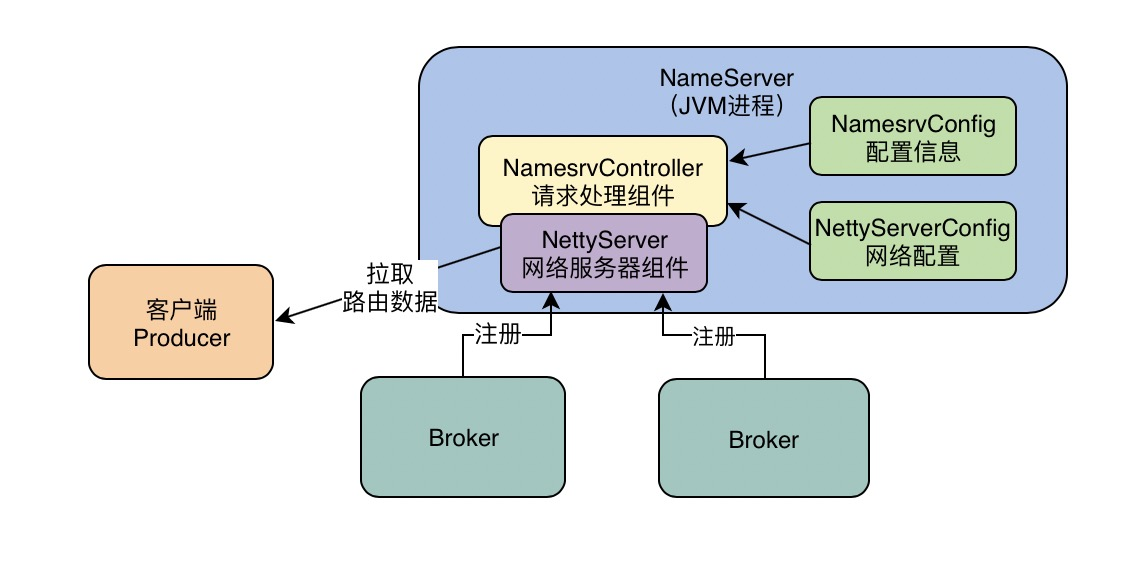 NameServer
（JVM进程）
NamesrvConfig
配置信息
NamesrvController
请求处理组件
NettyServerConfig
网络配置
NettyServer
网络服务器组件
拉取
路由数据
客户端
Producer
注册
注册
Broker
Broker